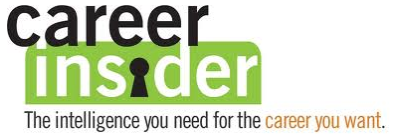 career
insider
The intelligence you need for the career you want.